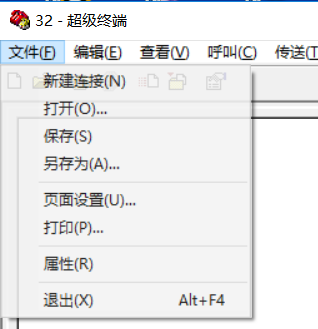 32 - 超级终端
文件(F) 编辑(E) 查看(V) 呼叫(C) 传送(T
新建连接(N)
打开(O)...
保存(S)
另存为(A)...
页面设置(U)...
打印(P)...
属性(R)
退出(X) Alt+F4